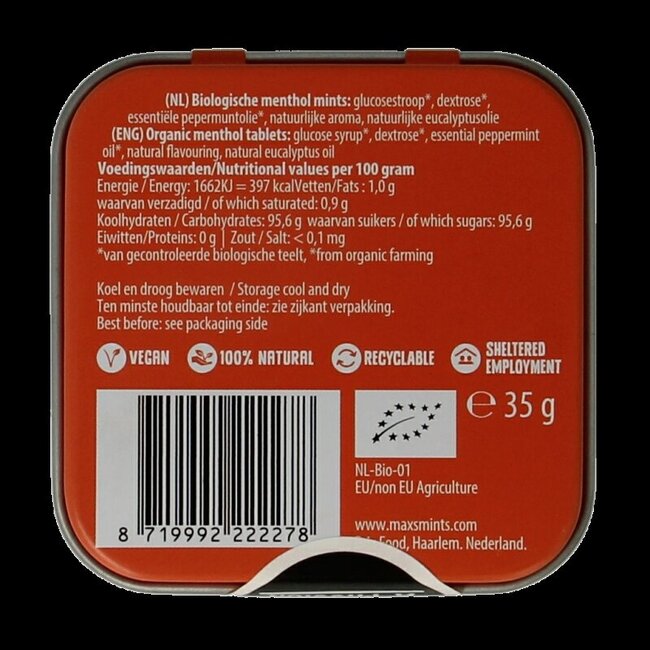 (NL) Biologische menthol mints: glucosestroop*, dextrose*,
essentiële pepermuntolie*, natuurlijke aroma, natuurlijke eucalyptusolie
(ENG) Organic menthol tablets: glucose syrup*, dextrose*, essential peppermint
oil*, natural flavouring, natural eucalyptus oil
Voedingswaarden/Nutritional values per 100 gram
Energie / Energy: 1662KJ = 397 kcalVetten/Fats : 1,0 g
waarvan verzadigd / of which saturated: 0,9 g
Koolhydraten / Carbohydrates: 95,6 g waarvan suikers / of which sugars: 95,6 g
Eiwitten/Proteins: 0 g | Zout / Salt: < 0,1 mg
*van gecontroleerde biologische teelt, *from organic farming
Koel en droog bewaren / Storage cool and dry
Ten minste houdbaar tot einde: zie zijkant verpakking.
Best before: see packaging side
VEGAN 100% NATURAL RECYCLABLE SHELTERED
EMPLOYMENT
℮ 35 g
NL-Bio-01
EU/non EU Agriculture
8 719992 222278
www.maxsmints.com
Food, Haarlem. Nederland.